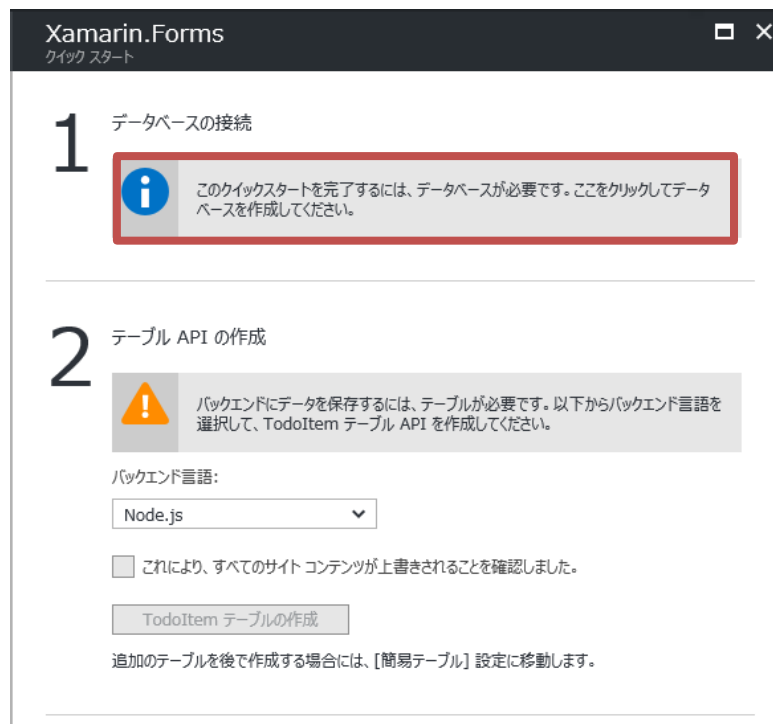 Xamarin.Forms
クイック スタート
1
データベースの接続
このクイックスタートを完了するには、データベースが必要です。ここをクリックしてデータ
ベースを作成してください。
2
テーブル API の作成
バックエンドにデータを保存するには、テーブルが必要です。以下からバックエンド言語を
選択して、TodoItem テーブル API を作成してください。
バックエンド言語:
Node.js
これにより、すべてのサイト コンテンツが上書きされることを確認しました。
TodoItem テーブルの作成
追加のテーブルを後で作成する場合には、[簡易テーブル] 設定に移動します。